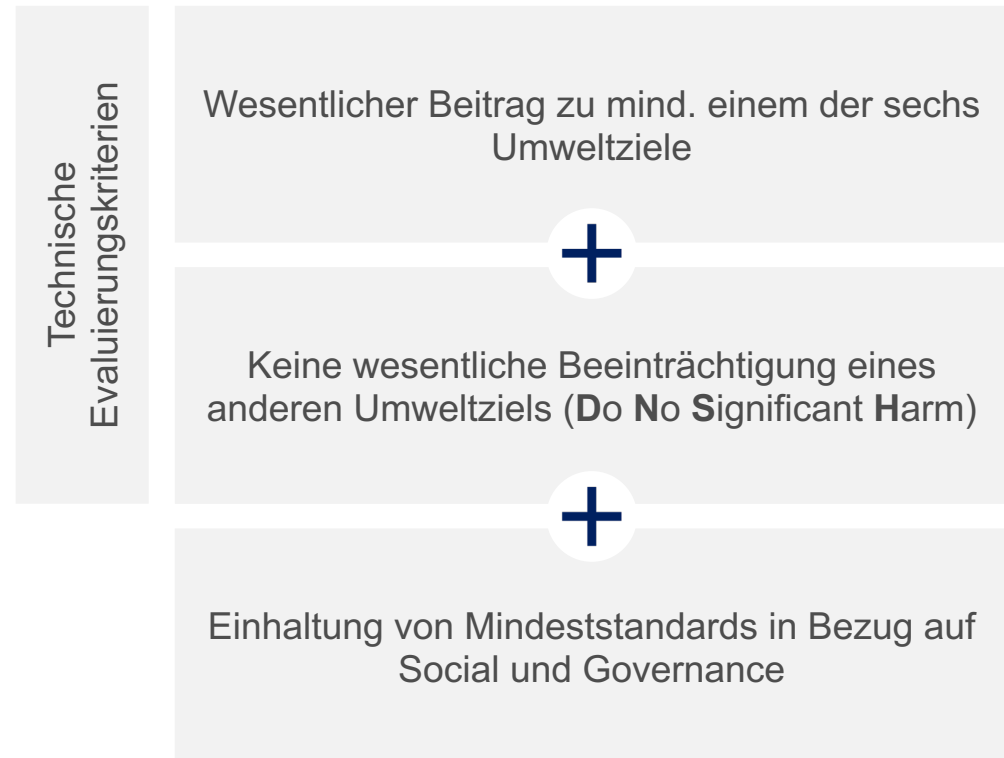 Technische
Evaluierungskriterien
Wesentlicher Beitrag zu mind. einem der sechs
Umweltziele
+
Keine wesentliche Beeinträchtigung eines
anderen Umweltziels (Do No Significant Harm)
+
Einhaltung von Mindeststandards in Bezug auf
Social und Governance